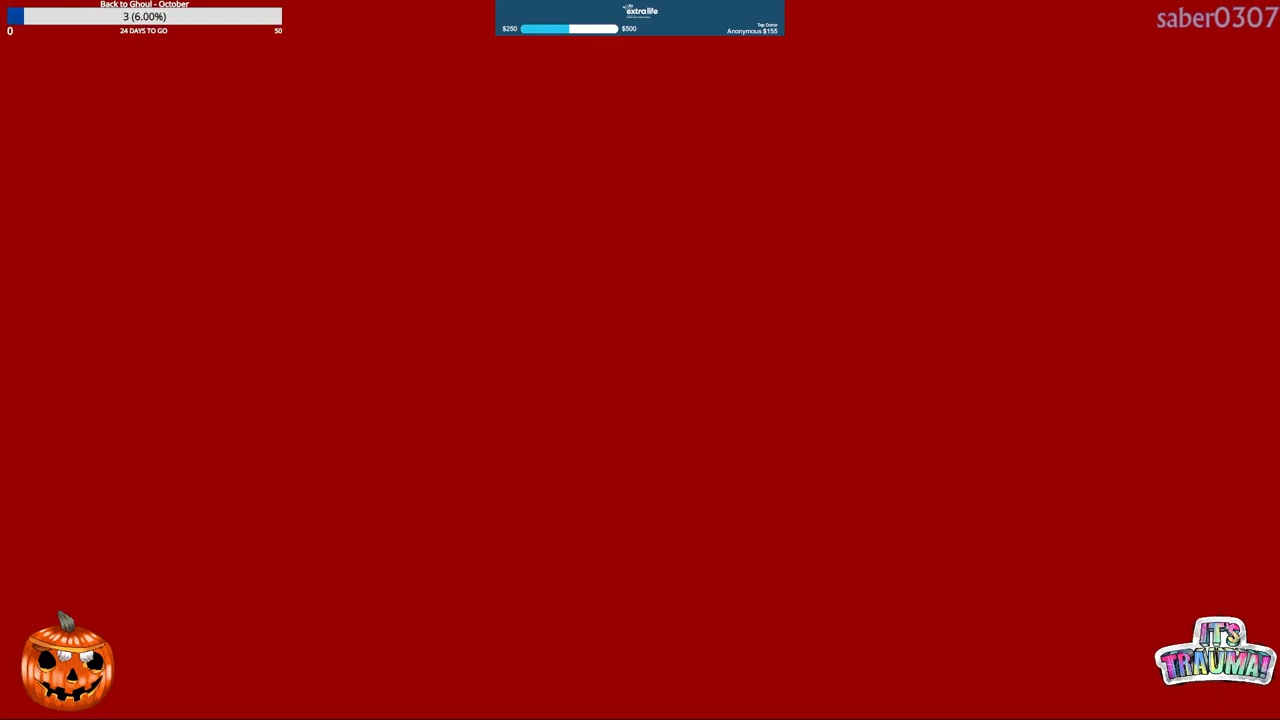 Back to Ghoul - October
3 (6.00%)
0
24 DAYS TO GO
50
extra life
$250
$500
Top Donor
Anonymous $155
saber0307
IT'S
TRAUMA!